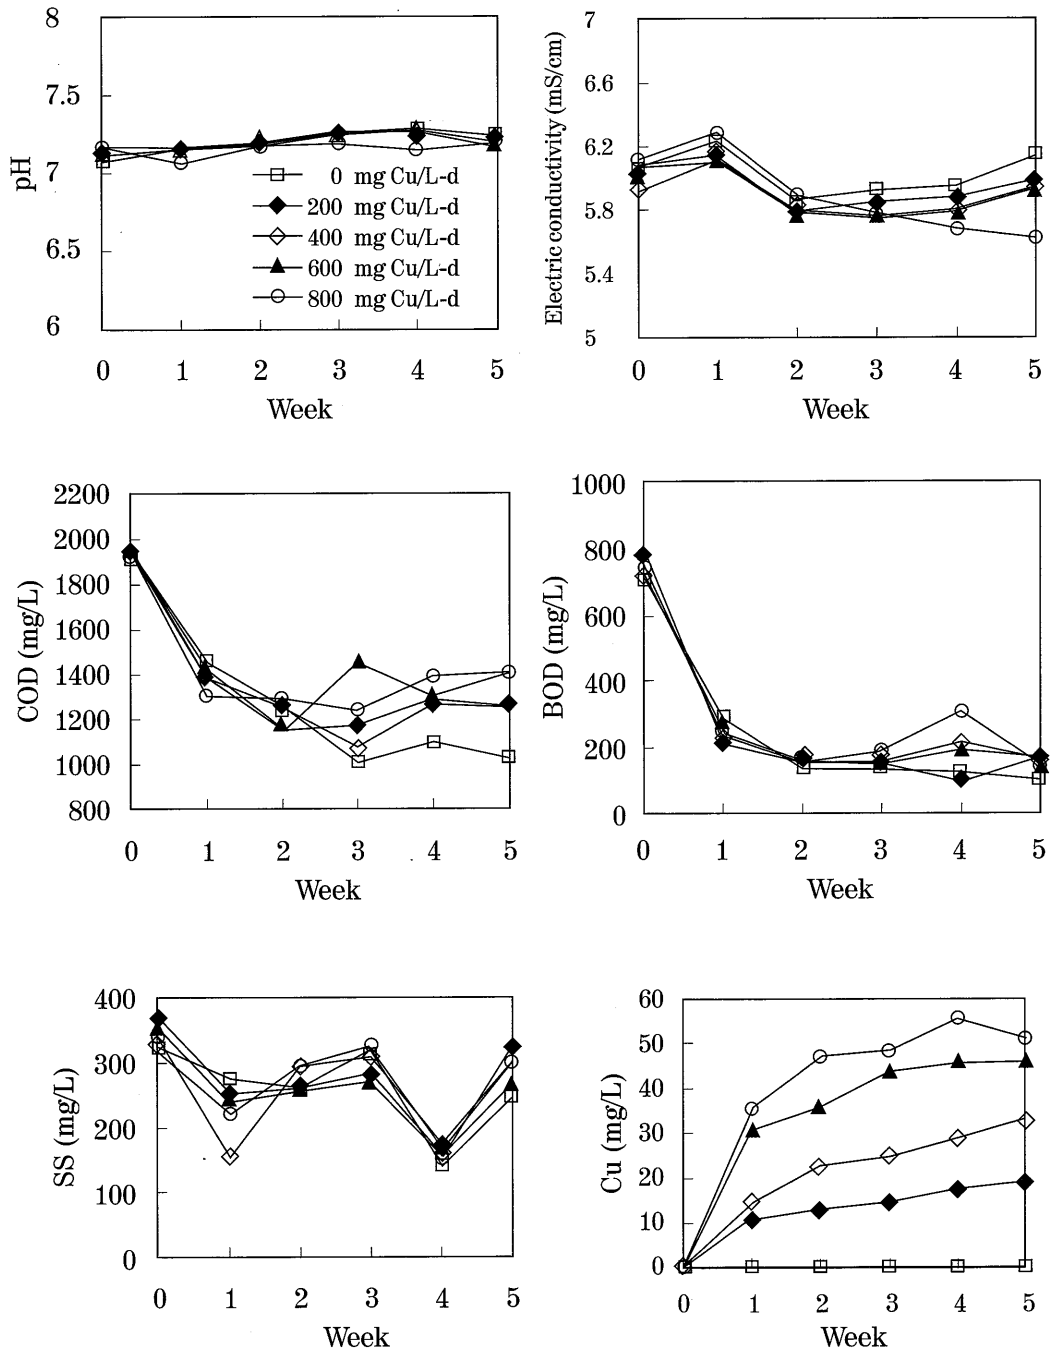 8
7.5
7
6.5
6
pH
0 mg Cu/L-d
200 mg Cu/L-d
400 mg Cu/L-d
600 mg Cu/L-d
800 mg Cu/L-d
0 1 2 3 4 5
Week
7
6.6
6.2
5.8
5.4
5
Electric conductivity (mS/cm)
0 1 2 3 4 5
Week
2200
2000
1800
1600
1400
1200
1000
800
COD (mg/L)
0 1 2 3 4 5
Week
1000
800
600
400
200
0
BOD (mg/L)
0 1 2 3 4 5
Week
400
300
200
100
0
SS (mg/L)
0 1 2 3 4 5
Week
60
50
40
30
20
10
0
Cu (mg/L)
0 1 2 3 4 5
Week